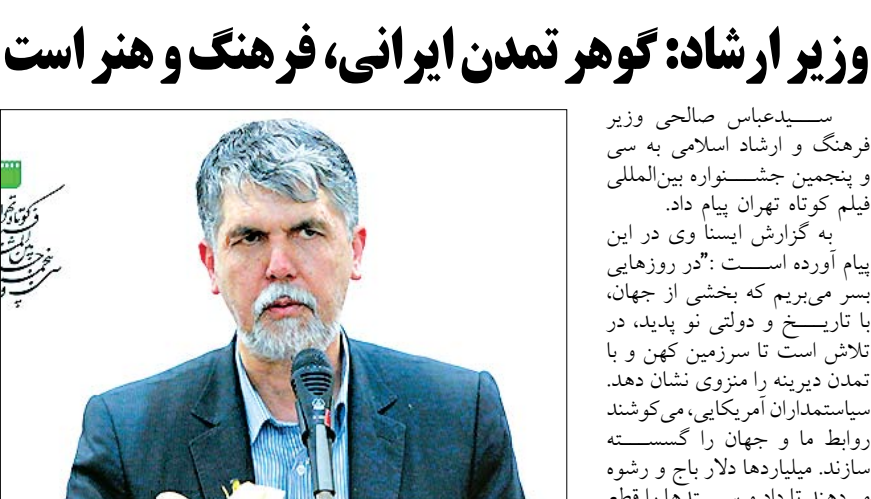 وزیر ارشاد: گوهر تمدن ایرانی، فرهنگ و هنر است
سیدعباس صالحی وزیر
فرهنگ و ارشاد اسلامی به سی
و پنجمین جشنواره بین‌المللی
فیلم کوتاه تهران پیام داد.
به گزارش ایسنا وی در این
پیام آورده است :"در روزهایی
بسر می‌بریم که بخشی از جهان،
با تاریخ و دولتی نو پدید، در
تلاش است تا سرزمین کهن و با
تمدن دیرینه را منزوی نشان دهد.
سیاستمداران آمریکایی، می‌کوشند
روابط ما و جهان را گسسته
سازند. میلیاردها دلار باج و رشوه